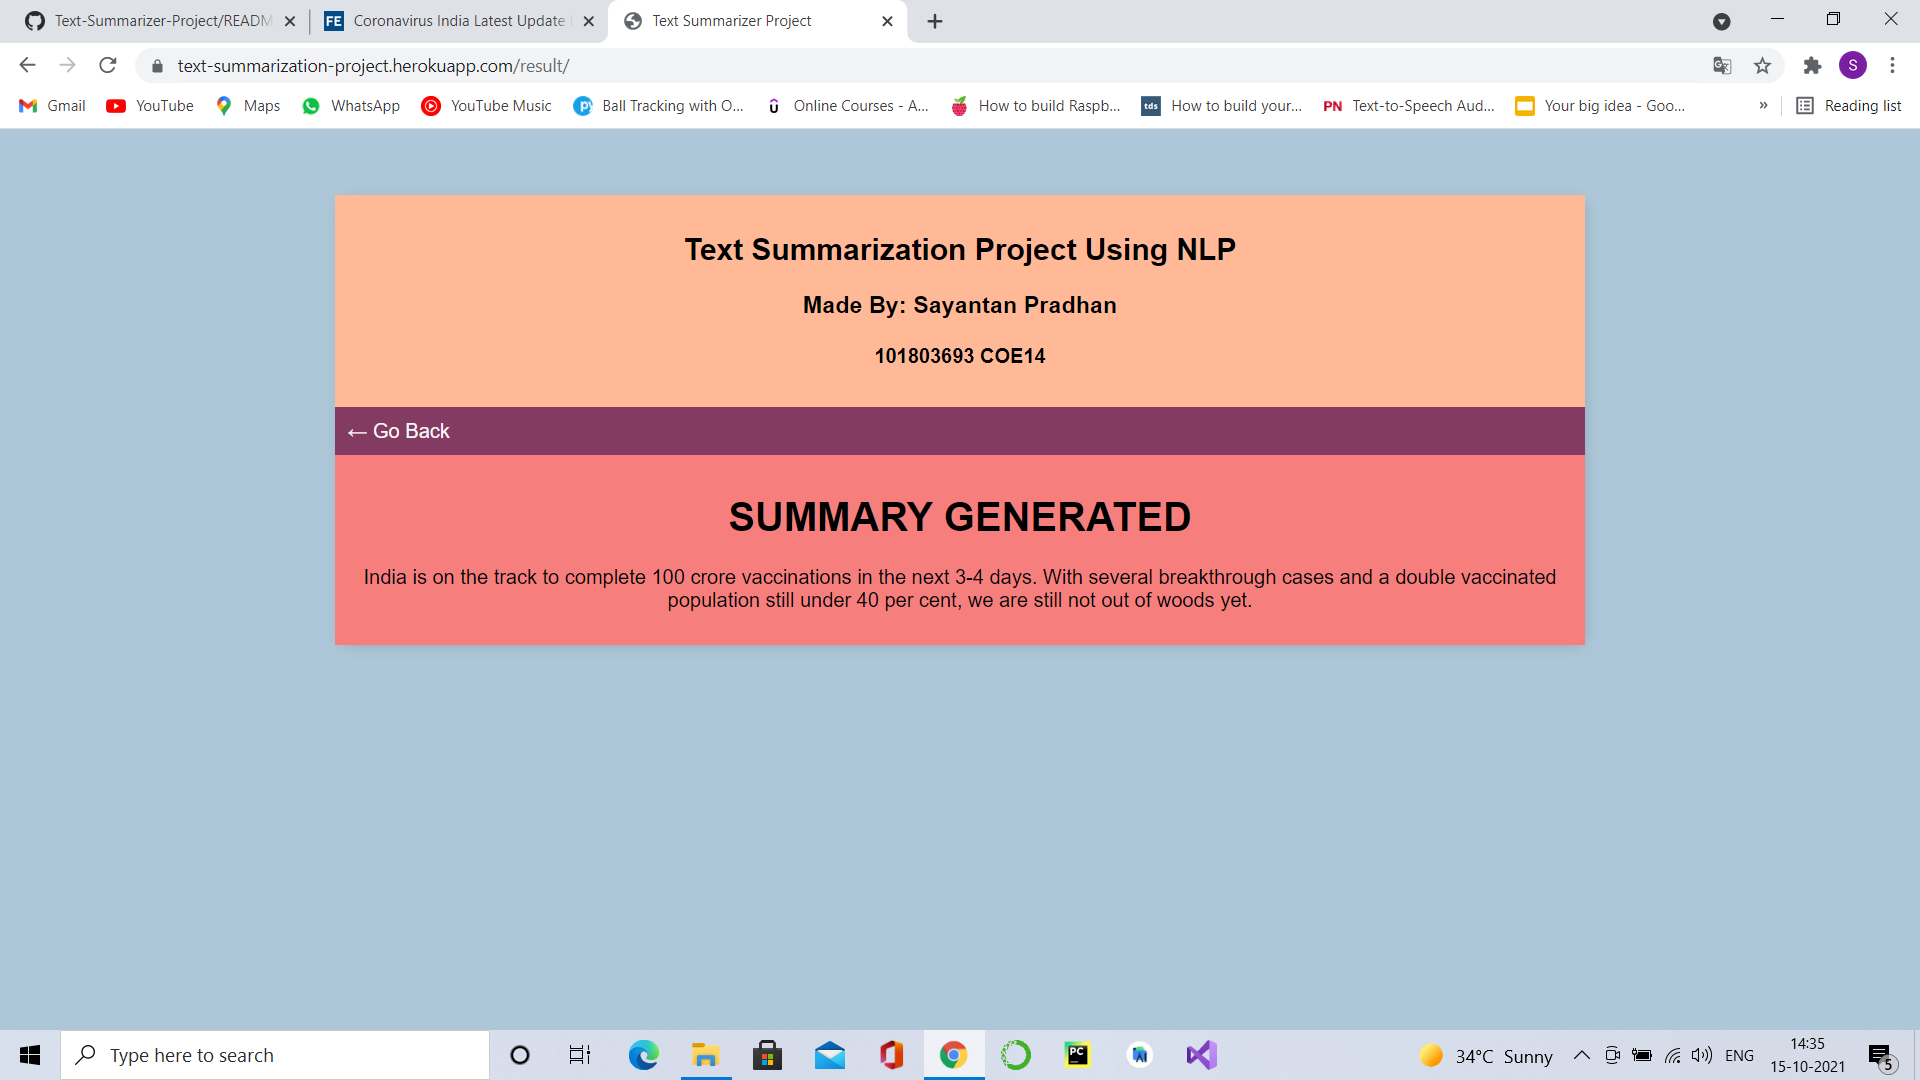 Text-Summarizer-Project/READM
Coronavirus India Latest Update
Text Summarizer Project
text-summarization-project.herokuapp.com/result/
S
Gmail
YouTube
Maps
WhatsApp
YouTube Music
Ball Tracking with O...
Online Courses - A...
How to build Raspb...
tds
How to build your...
PN
Text-to-Speech Aud...
Your big idea - Goo...
»
Reading list
Text Summarization Project Using NLP
Made By: Sayantan Pradhan
101803693 COE14
← Go Back
SUMMARY GENERATED
India is on the track to complete 100 crore vaccinations in the next 3-4 days. With several breakthrough cases and a double vaccinated
population still under 40 per cent, we are still not out of woods yet.
Type here to search
PC
34°C Sunny
ENG
14:35
15-10-2021
5